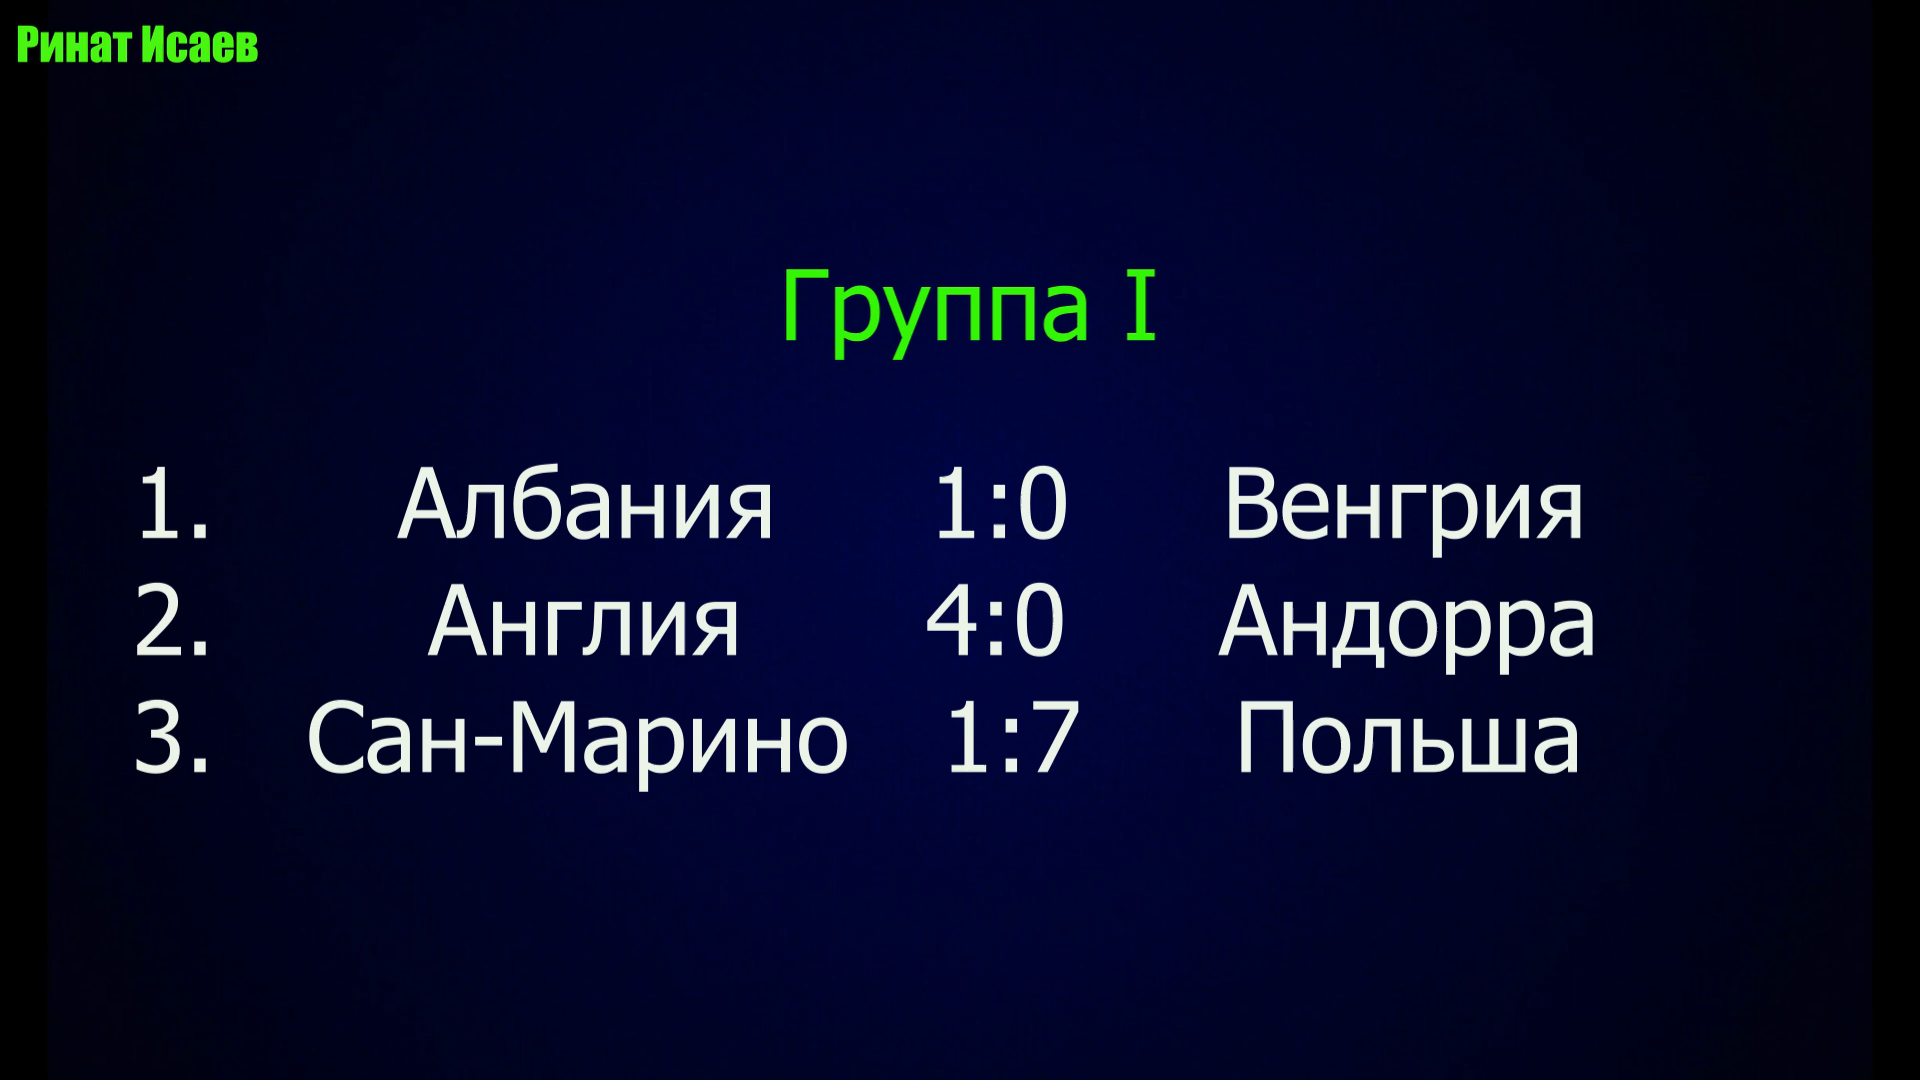 Ринат Исаев
Группа I
1. Албания 1:0 Венгрия
2. Англия 4:0 Андорра
3. Сан-Марино 1:7 Польша